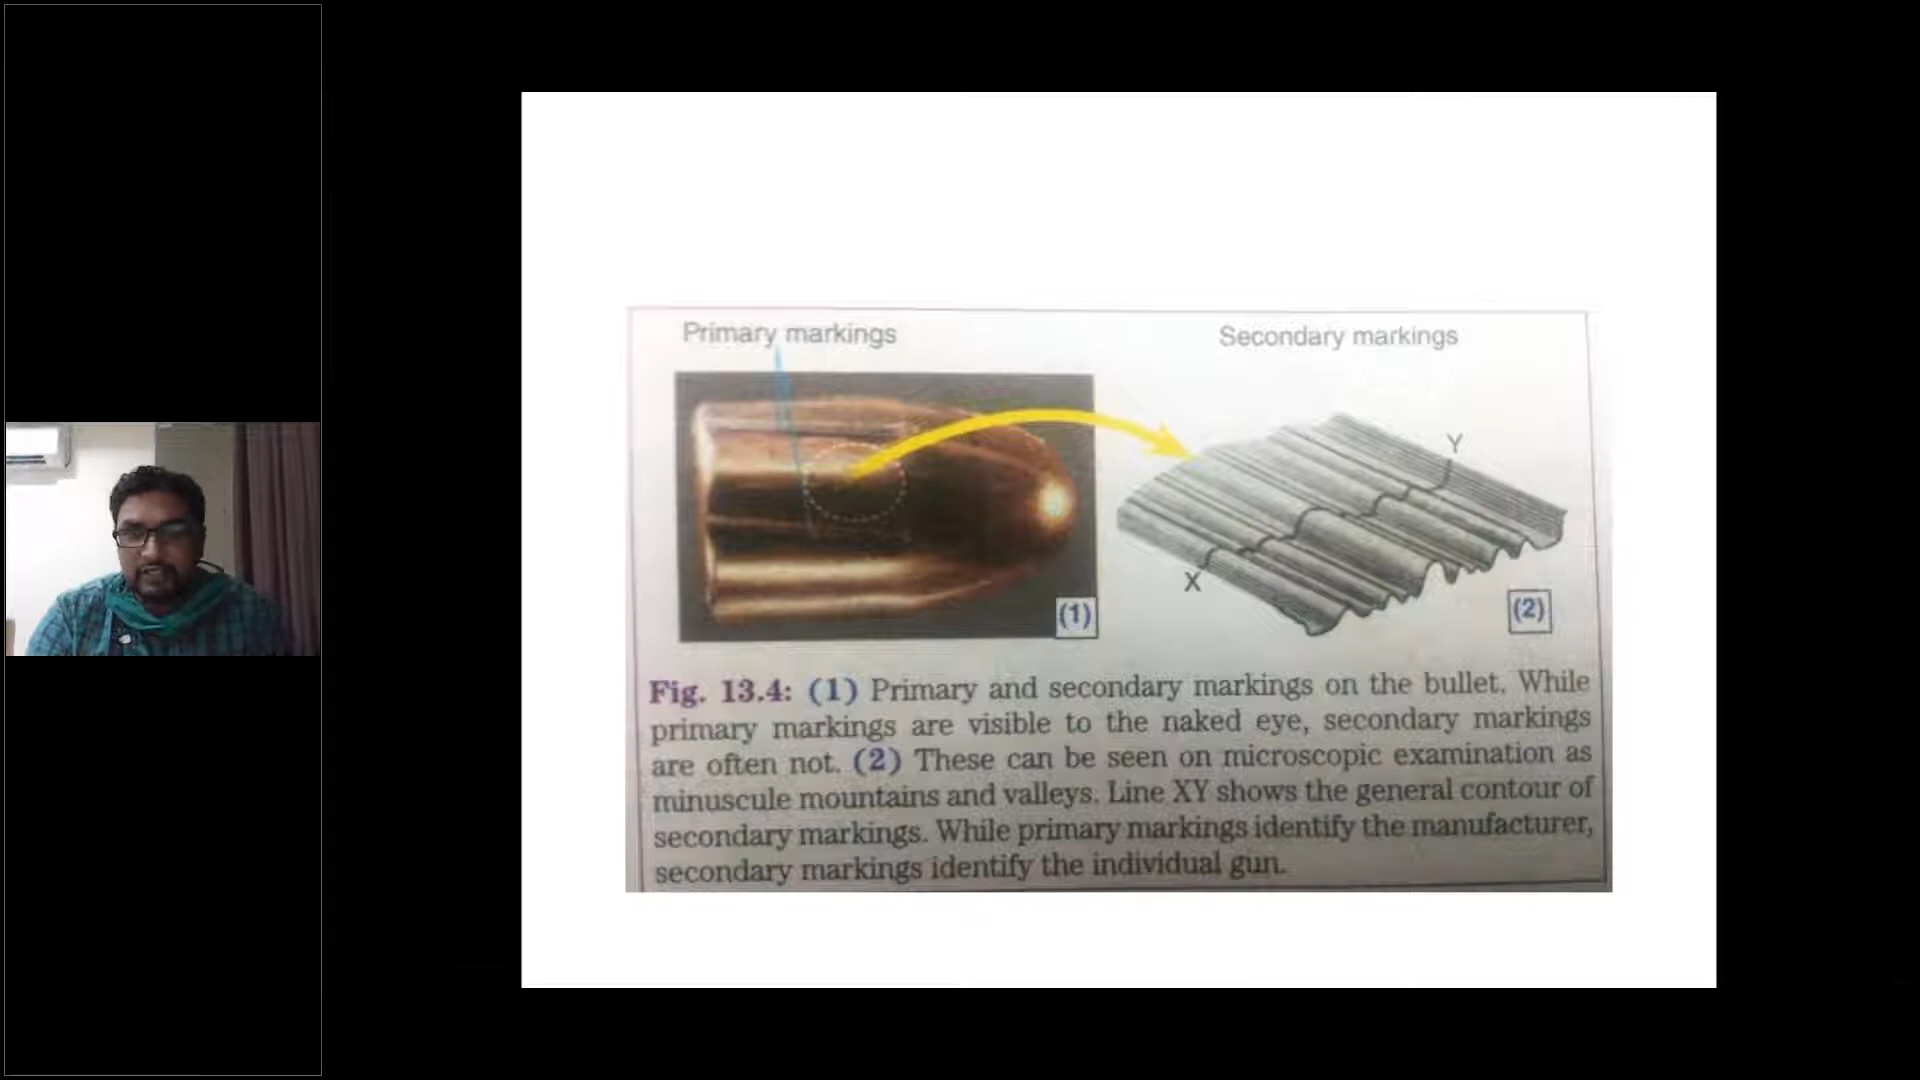 Primary markings
Secondary markings
Y
X
(1)
(2)
Fig. 13.4: (1) Primary and secondary markings on the bullet. While
primary markings are visible to the naked eye, secondary markings
are often not. (2) These can be seen on microscopic examination as
minuscule mountains and valleys. Line XY shows the general contour of
secondary markings. While primary markings identify the manufacturer,
secondary markings identify the individual gun.